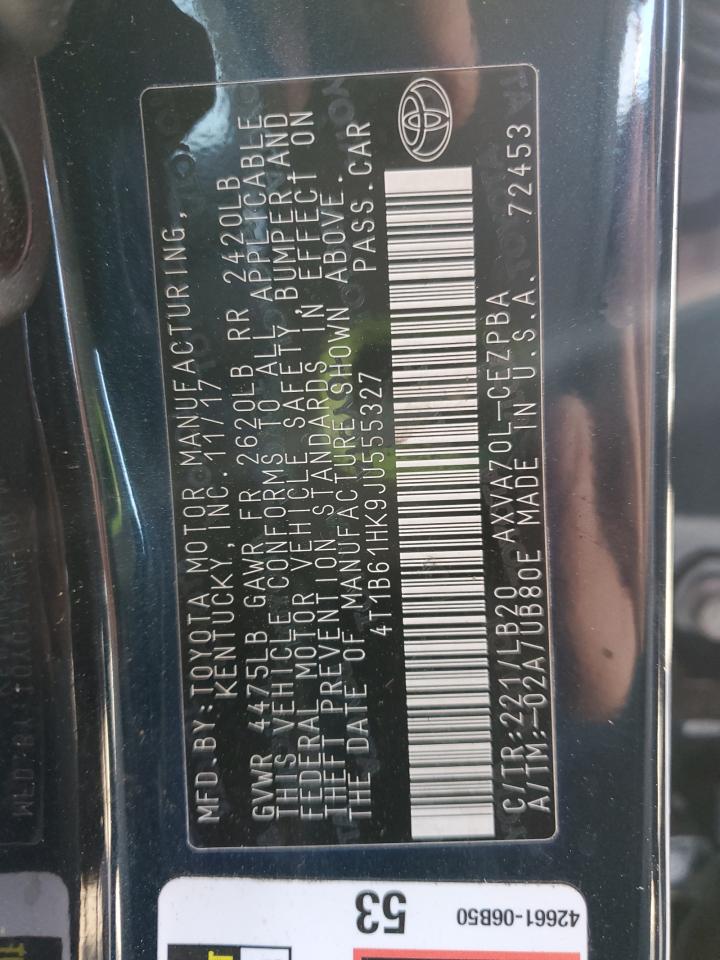 MFD.BY:TOYOTA MOTOR MANUFACTURING,
KENTUCKY, INC.11/17
GVWR 4475LB GAWR FR 2620LB RR 2420LB
THIS VEHICLE CONFORMS TO ALL APPLICABLE
FEDERAL MOTOR VEHICLE SAFETY,BUMPER,AND
THEFT PREVENTION STANDARDS IN EFFECT ON
THE DATE OF MANUFACTURE SHOWN ABOVE.
4T1B61HK9JU555327 PASS.CAR
C/TR:221/LB20 AXVA70L-CEZPBA
A/TM:-02A/UB80E MADE IN U.S.A. 72453
53
42661-06B50